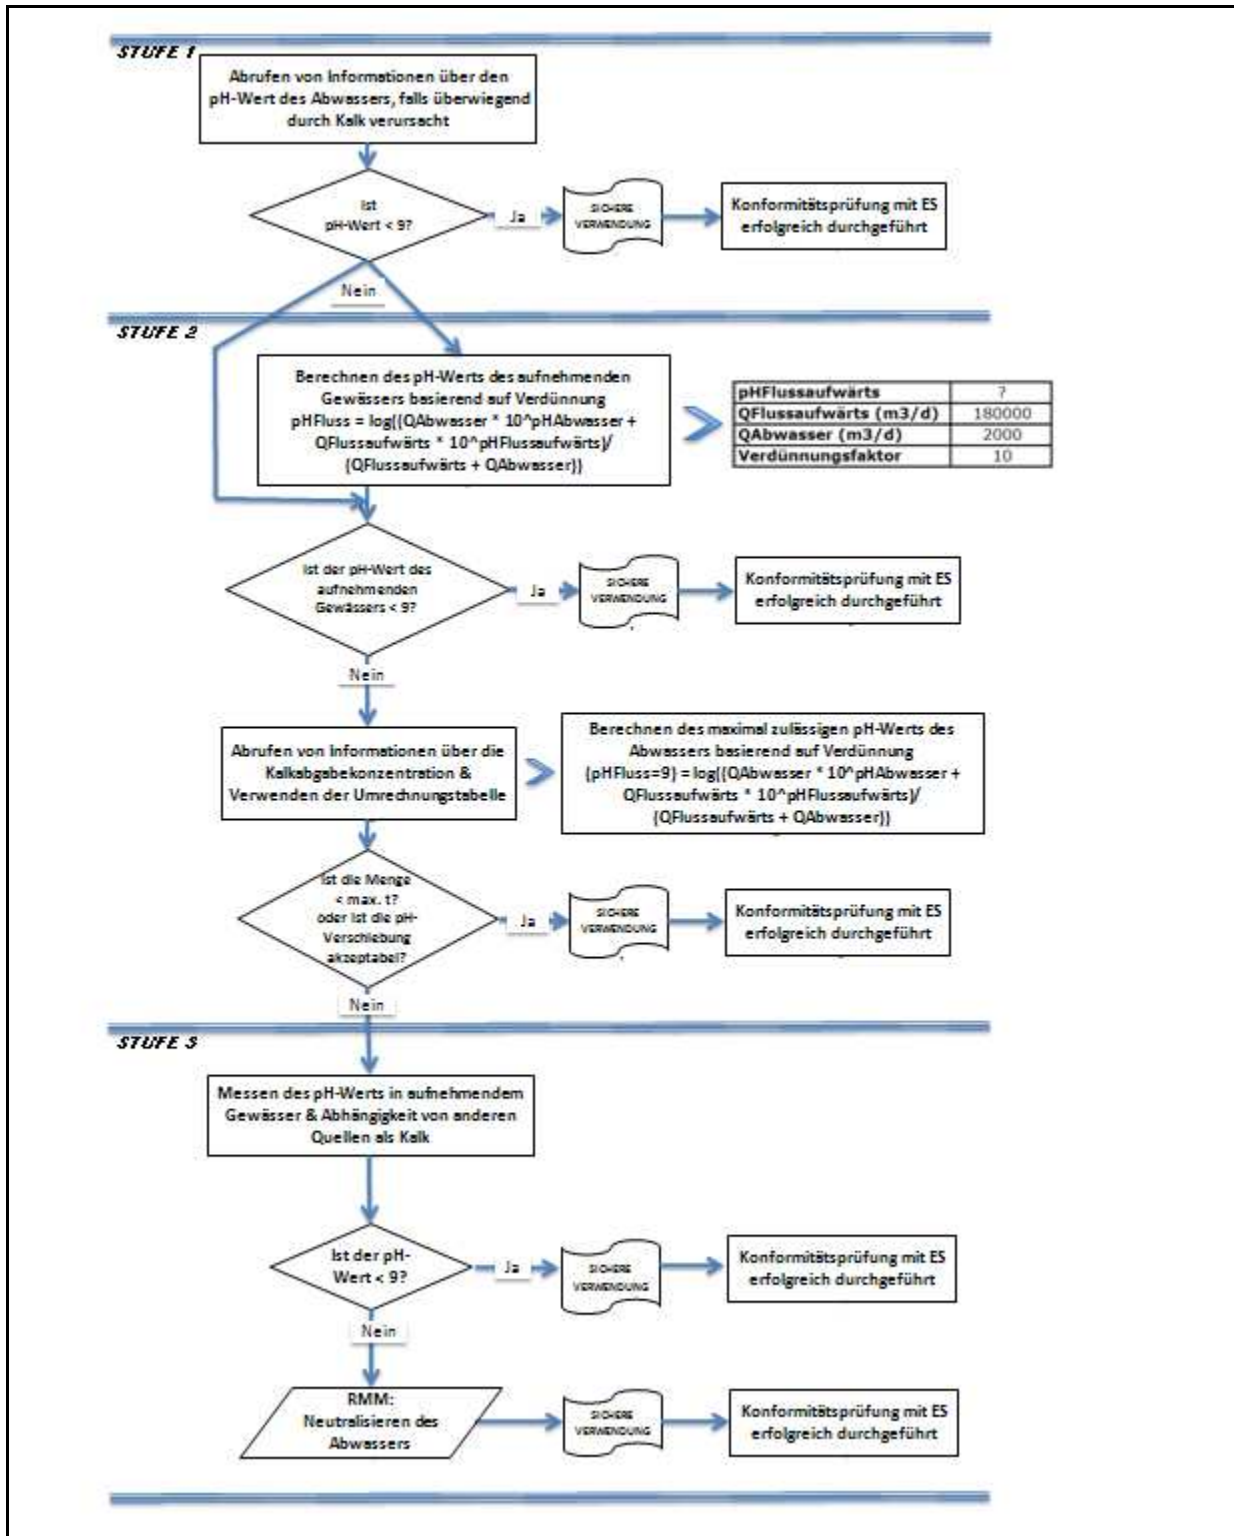 STUFE 1
Abrufen von Informationen über den
pH-Wert des Abwassers, falls überwiegend
durch Kalk verursacht
Ist
pH-Wert < 9?
Ja
SICHERE
VERWENDUNG
Konformitätsprüfung mit ES
erfolgreich durchgeführt
Nein
STUFE 2
Berechnen des pH-Werts des aufnehmenden
Gewässers basierend auf Verdünnung
pHFluss = log((QAbwasser * 10^pHAbwasser +
QFlussaufwärts * 10^pHFlussaufwärts)/
(QFlussaufwärts + QAbwasser))
pHFlussaufwärts ?
QFlussaufwärts (m3/d) 180000
QAbwasser (m3/d) 2000
Verdünnungsfaktor 10
Ist der pH-Wert des
aufnehmenden
Gewässers < 9?
Ja
SICHERE
VERWENDUNG
Konformitätsprüfung mit ES
erfolgreich durchgeführt
Nein
Abrufen von Informationen über die
Kalkabgabekonzentration &
Verwenden der Umrechnungstabelle
Berechnen des maximal zulässigen pH-Werts des
Abwassers basierend auf Verdünnung
(pHFluss=9) = log((QAbwasser * 10^pHAbwasser +
QFlussaufwärts * 10^pHFlussaufwärts)/
(QFlussaufwärts + QAbwasser))
Ist die Menge
< max. t?
oder ist die pH-
Verschiebung
akzeptabel?
Ja
SICHERE
VERWENDUNG
Konformitätsprüfung mit ES
erfolgreich durchgeführt
Nein
STUFE 3
Messen des pH-Werts in aufnehmendem
Gewässer & Abhängigkeit von anderen
Quellen als Kalk
Ist der pH-
Wert < 9?
Ja
SICHERE
VERWENDUNG
Konformitätsprüfung mit ES
erfolgreich durchgeführt
Nein
RMM:
Neutralisieren des
Abwassers
SICHERE
VERWENDUNG
Konformitätsprüfung mit ES
erfolgreich durchgeführt